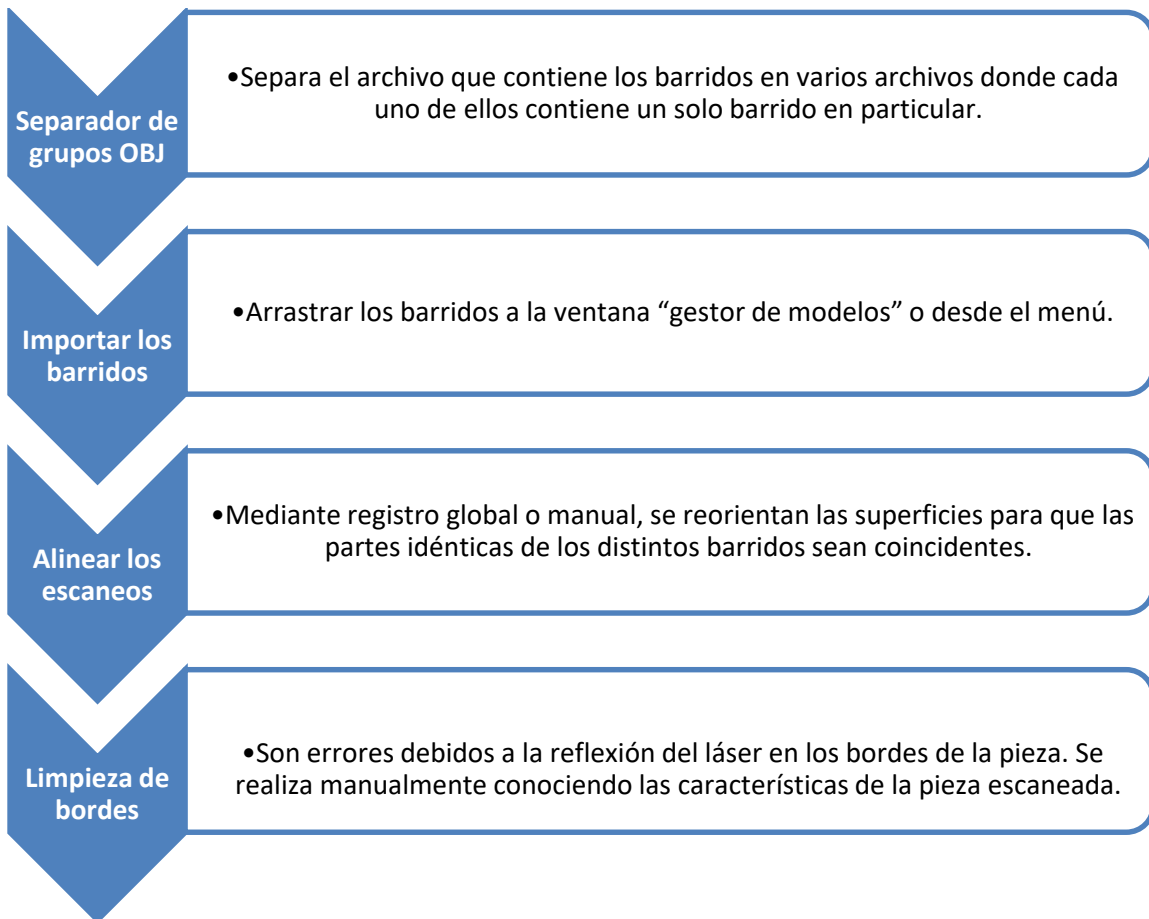 Separador de
grupos OBJ
•Separa el archivo que contiene los barridos en varios archivos donde cada
uno de ellos contiene un solo barrido en particular.
Importar los
barridos
•Arrastrar los barridos a la ventana “gestor de modelos” o desde el menú.
Alinear los
escaneos
•Mediante registro global o manual, se reorientan las superficies para que las
partes idénticas de los distintos barridos sean coincidentes.
Limpieza de
bordes
•Son errores debidos a la reflexión del láser en los bordes de la pieza. Se
realiza manualmente conociendo las características de la pieza escaneada.